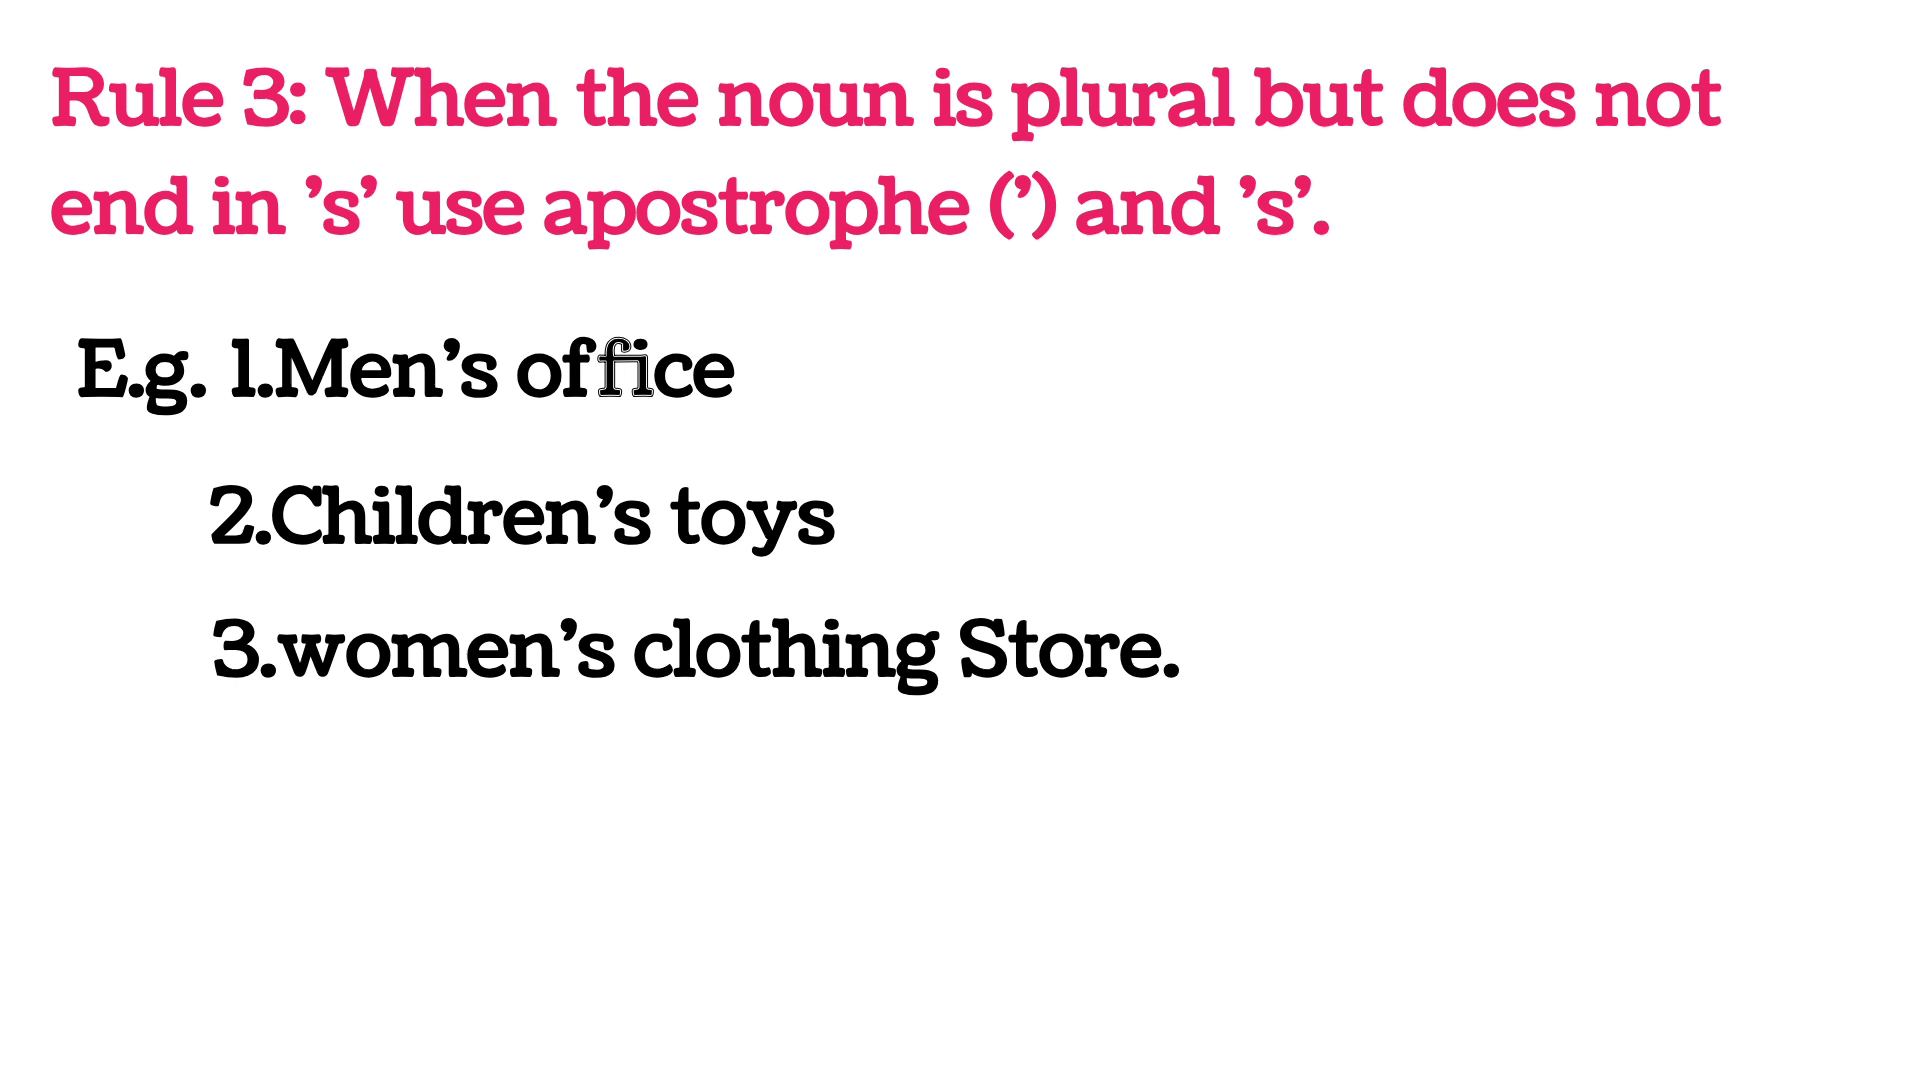 Rule 3: When the noun is plural but does not
end in ’s’ use apostrophe (’) and ’s’.
E.g. 1.Men’s office
2.Children’s toys
3.women’s clothing Store.